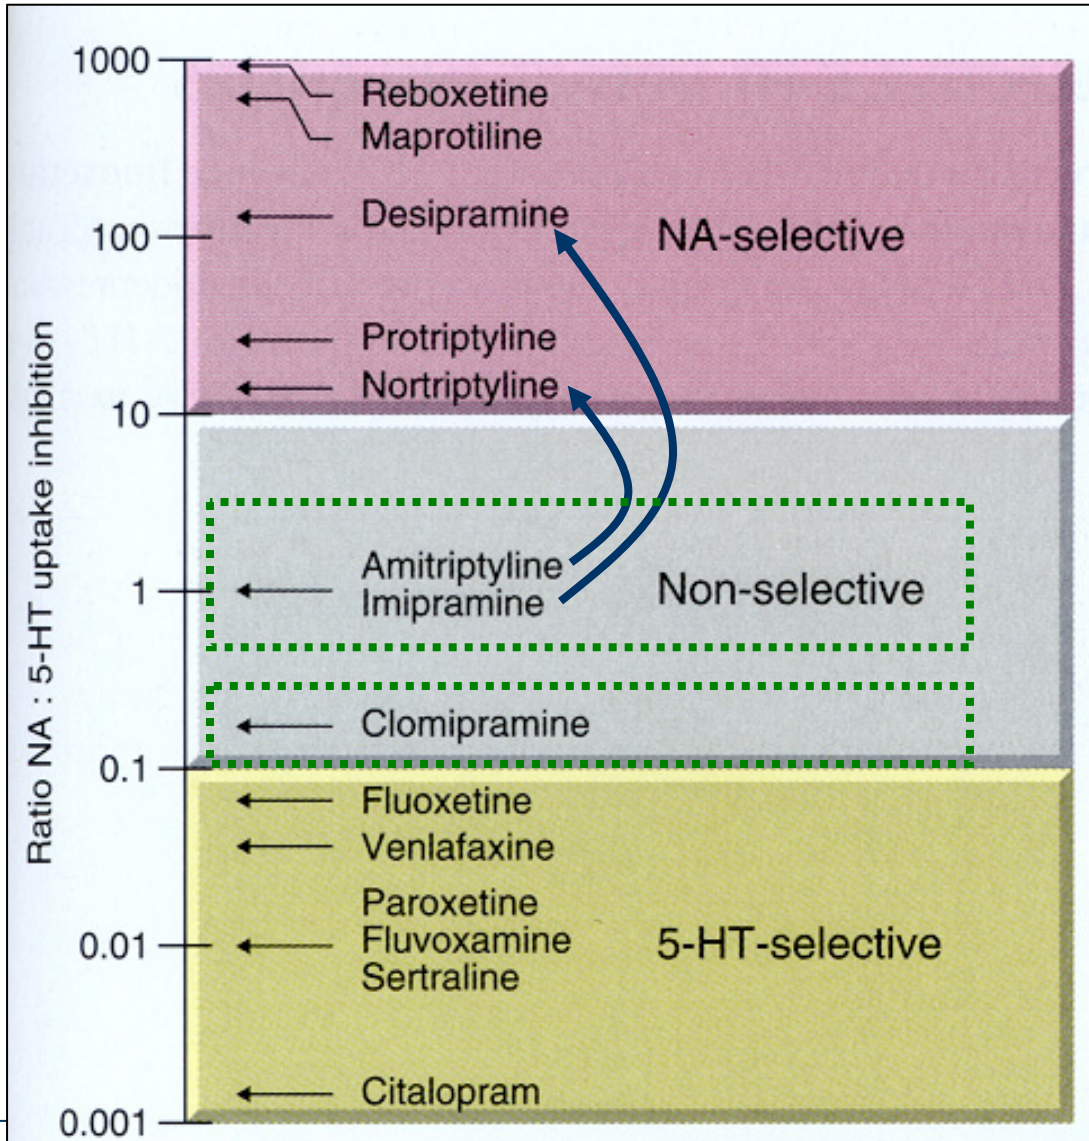 Ratio NA : 5-HT uptake inhibition
1000
Reboxetine
Maprotiline
Desipramine
NA-selective
100
Protriptyline
Nortriptyline
10
Amitriptyline
Imipramine
Non-selective
1
Clomipramine
0.1
Fluoxetine
Venlafaxine
Paroxetine
Fluvoxamine
Sertraline
5-HT-selective
0.01
Citalopram
0.001